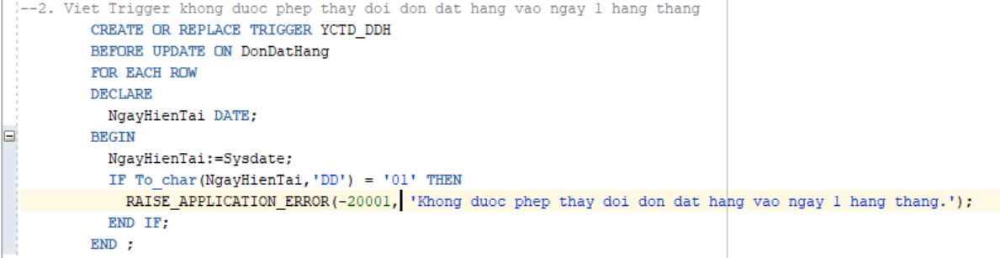 --2. Viet Trigger khong duoc phep thay doi don dat hang vao ngay 1 hang thang
CREATE OR REPLACE TRIGGER YCTD_DDH
BEFORE UPDATE ON DonDatHang
FOR EACH ROW
DECLARE
NgayHienTai DATE;
BEGIN
NgayHienTai:=Sysdate;
IF To_char(NgayHienTai,'DD') = '01' THEN
RAISE_APPLICATION_ERROR(-20001, 'Khong duoc phep thay doi don dat hang vao ngay 1 hang thang.');
END IF;
END ;